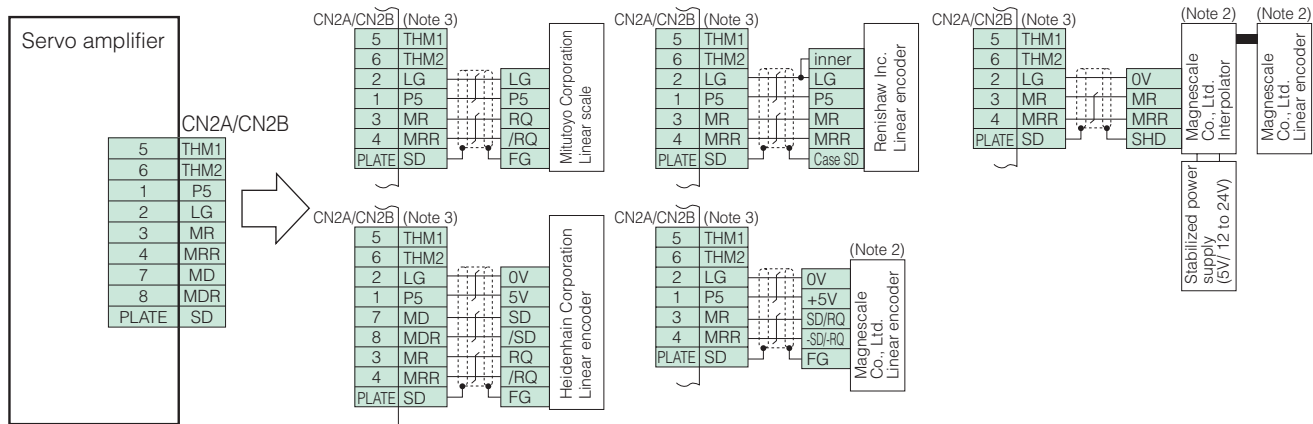 Servo amplifier
CN2A/CN2B
5 THM1
6 THM2
1 P5
2 LG
3 MR
4 MRR
7 MD
8 MDR
PLATE SD
CN2A/CN2B (Note 3)
5 THM1
6 THM2
2 LG LG
1 P5 P5
3 MR RQ
4 MRR /RQ
PLATE SD FG
Mitutoyo Corporation
Linear scale
CN2A/CN2B (Note 3)
5 THM1
6 THM2 inner
2 LG LG
1 P5 P5
3 MR MR
4 MRR MRR
PLATE SD Case SD
Renishaw Inc.
Linear encoder
CN2A/CN2B (Note 3)
5 THM1
6 THM2
2 LG 0V
3 MR MR
4 MRR MRR
PLATE SD SHD
(Note 2)
Magnescale
Co., Ltd.
Interpolator
(Note 2)
Magnescale
Co., Ltd.
Linear encoder
Stabilized power
supply
(5V/ 12 to 24V)
CN2A/CN2B (Note 3)
5 THM1
6 THM2
2 LG 0V
1 P5 5V
7 MD SD
8 MDR /SD
3 MR RQ
4 MRR /RQ
PLATE SD FG
Heidenhain Corporation
Linear encoder
CN2A/CN2B (Note 3)
5 THM1
6 THM2
2 LG 0V
1 P5 +5V
3 MR SD/RQ
4 MRR -SD/-RQ
PLATE SD FG
(Note 2)
Magnescale
Co., Ltd.
Linear encoder